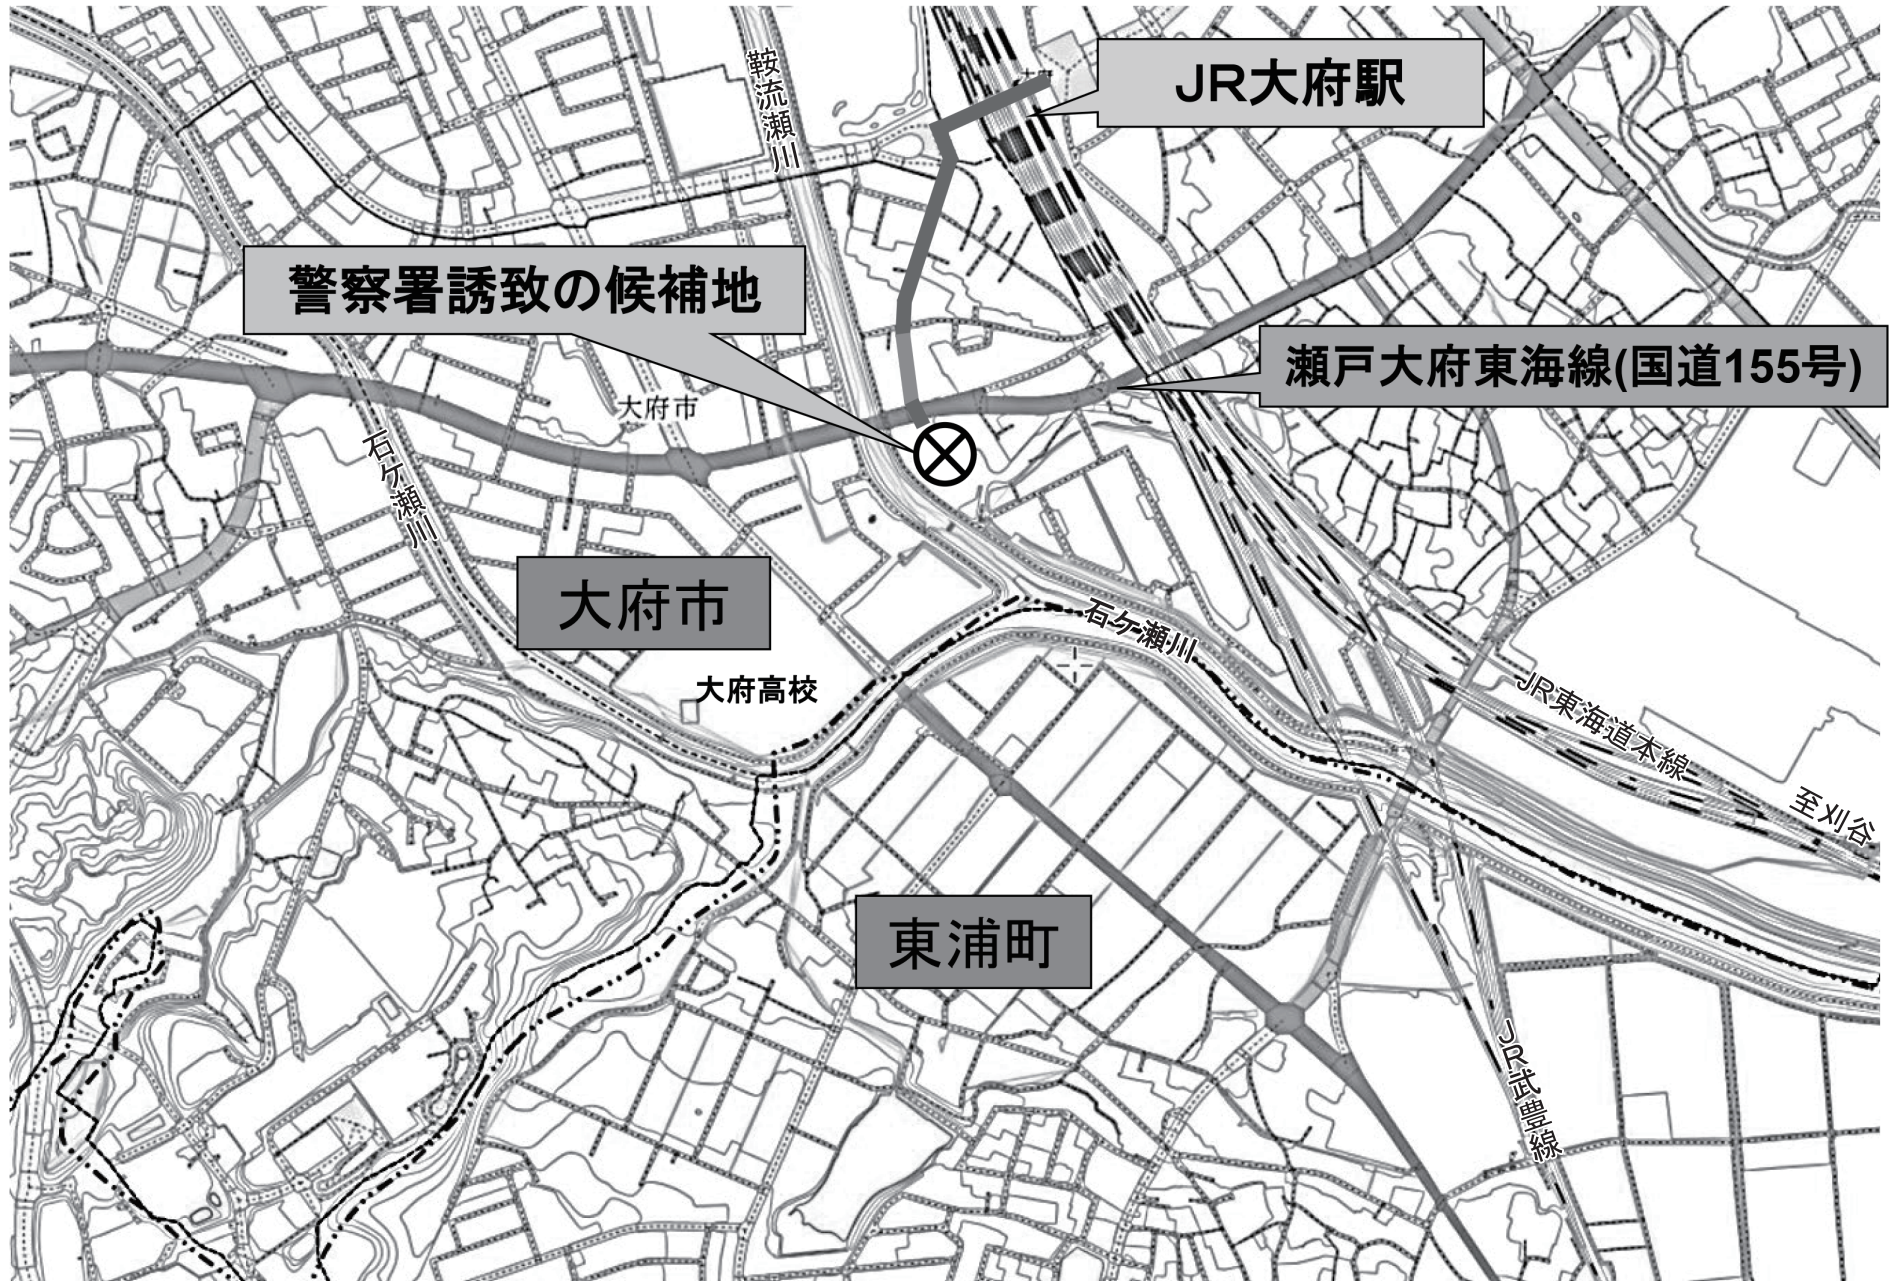 鞍流瀬川
JR大府駅
警察署誘致の候補地
瀬戸大府東海線(国道155号)
大府市
石ケ瀬川
大府市
石ケ瀬川
大府高校
JR東海道本線
至刈谷
東浦町
JR武豊線